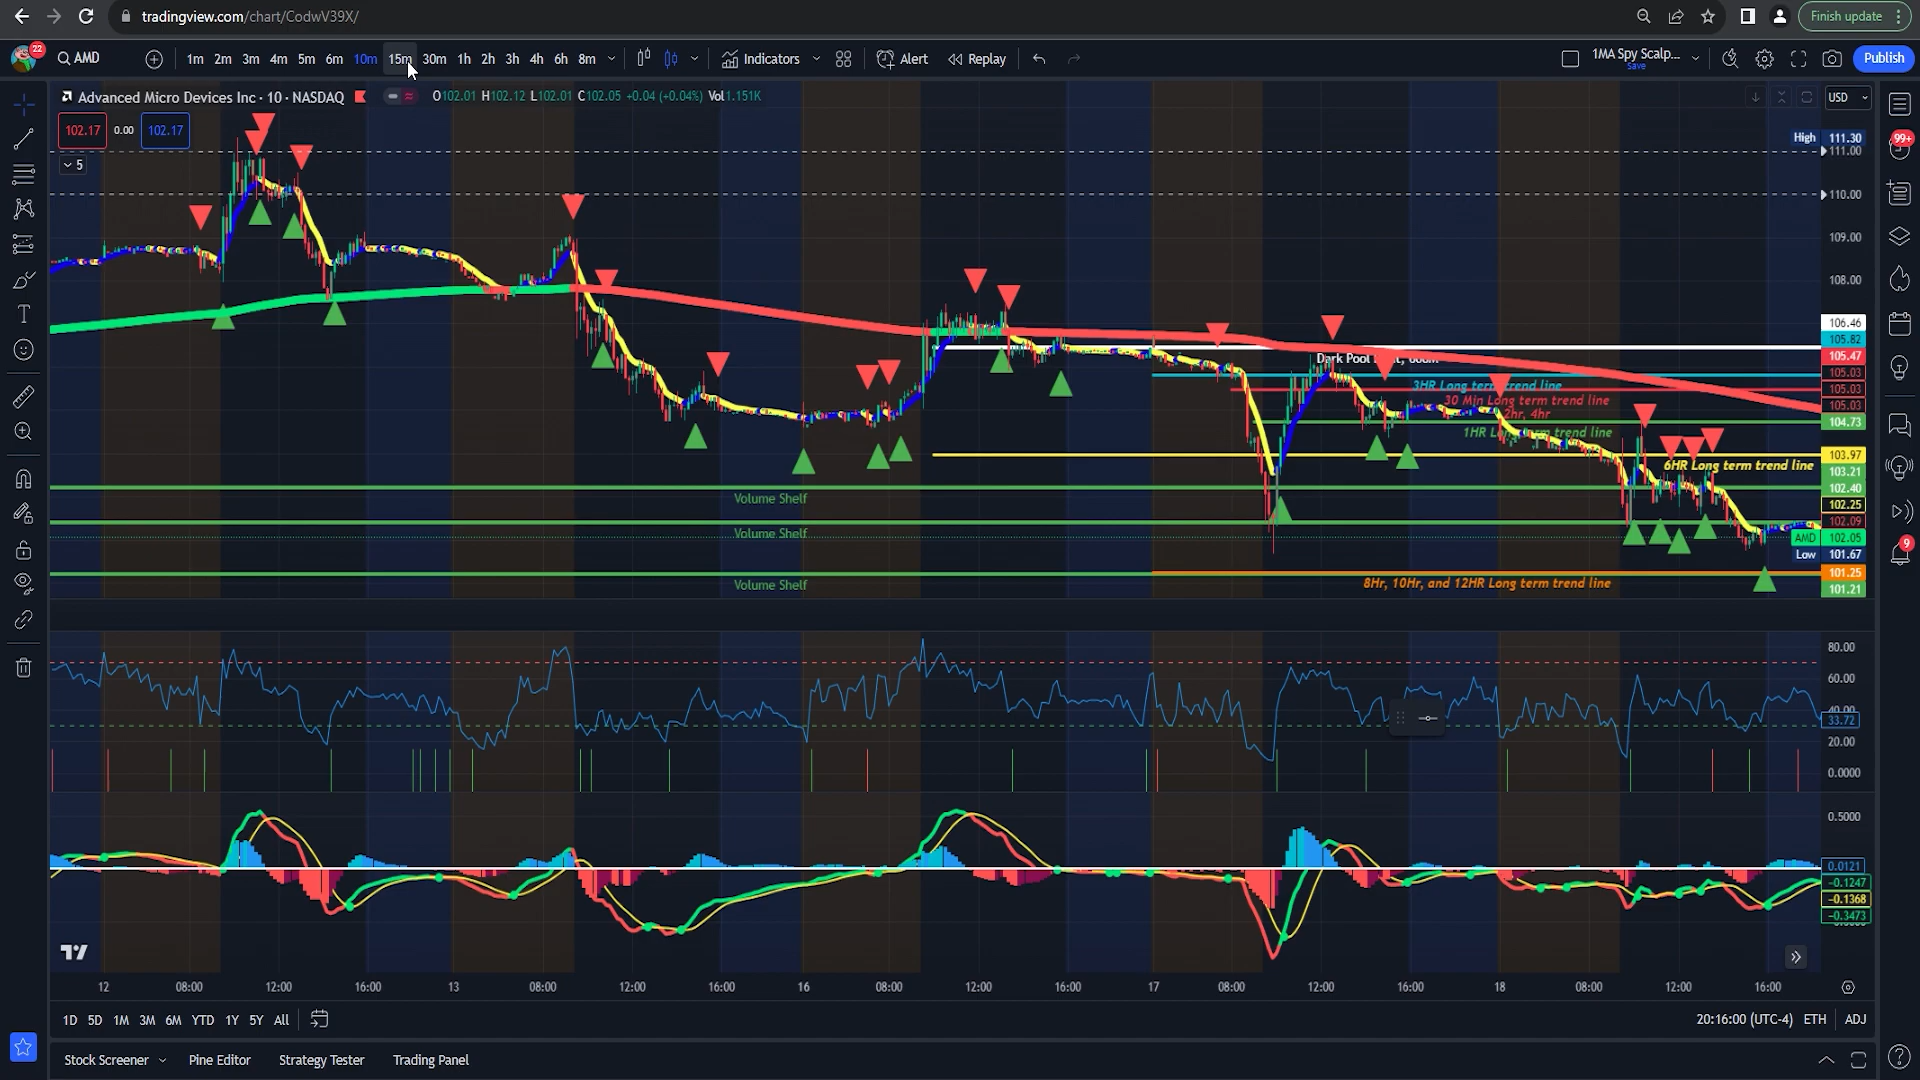 tradingview.com/chart/CodwV39X/
Finish update
22
AMD
1m 2m 3m 4m 5m 6m 10m 15m 30m 1h 2h 3h 4h 6h 8m
Indicators
Alert
Replay
1MA Spy Scalp...
Save
Publish
Advanced Micro Devices Inc · 10 · NASDAQ
O102.01 H102.12 L102.01 C102.05 +0.04 (+0.04%) Vol1.151K
USD
102.17 0.00 102.17
5
High 111.30
111.00
110.00
109.00
108.00
106.46
105.82
105.47
105.03
105.03
105.03
104.73
103.97
103.21
102.40
102.25
102.09
AMD 102.05
Low 101.67
101.25
101.21
3HR Long term trend line
30 Min Long term trend line
2hr, 4hr
6HR Long term trend line
Volume Shelf
Volume Shelf
Volume Shelf
8Hr, 10Hr, and 12HR Long term trend line
80.00
60.00
40.00
33.72
20.00
0.0000
0.5000
0.0121
−0.1247
−0.1368
−0.3473
12 08:00 12:00 16:00 13 08:00 12:00 16:00 16 08:00 12:00 16:00 17 08:00 12:00 16:00 18 08:00 12:00 16:00
1D 5D 1M 3M 6M YTD 1Y 5Y All
20:16:00 (UTC-4) ETH ADJ
Stock Screener Pine Editor Strategy Tester Trading Panel
99+
9